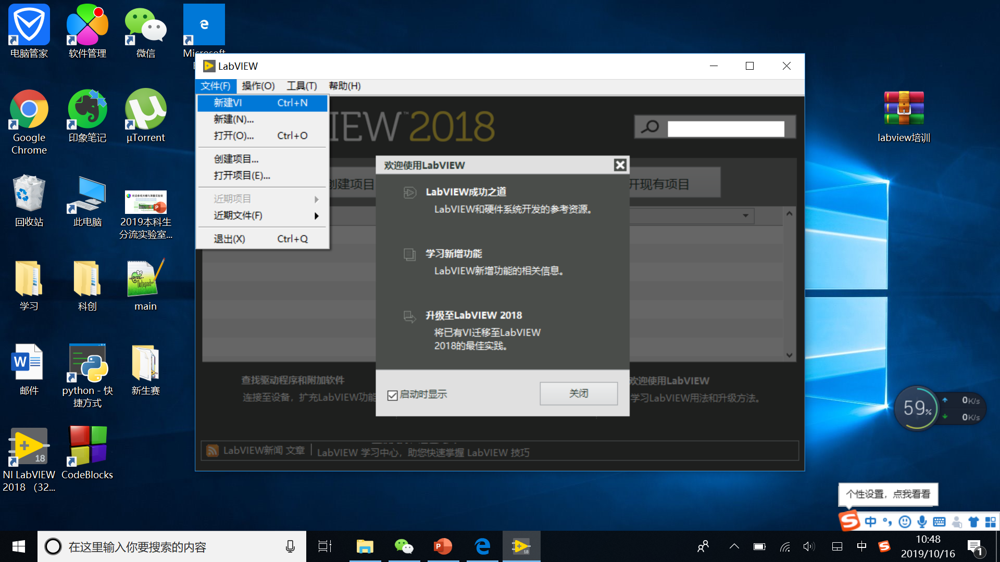 电脑管家
软件管理
微信
Microsoft
Google
Chrome
印象笔记
µTorrent
回收站
此电脑
2019本科生
分流实验室...
学习
科创
main
邮件
python - 快
捷方式
新生赛
18
NI LabVIEW
2018 （32...
CodeBlocks
LabVIEW
文件(F)
操作(O)
工具(T)
帮助(H)
新建VI Ctrl+N
新建(N)...
打开(O)... Ctrl+O
创建项目...
打开项目(E)...
近期项目
近期文件(F)
退出(X) Ctrl+Q
IEW™ 2018
创建项目
开现有项目
欢迎使用LabVIEW
LabVIEW成功之道
LabVIEW和硬件系统开发的参考资源。
学习新增功能
LabVIEW新增功能的相关信息。
升级至LabVIEW 2018
将已有VI迁移至LabVIEW
2018的最佳实践。
启动时显示
关闭
查找驱动程序和附加软件
连接至设备，扩充LabVIEW功能
欢迎使用LabVIEW
学习LabVIEW用法和升级方法。
LabVIEW新闻 文章
LabVIEW 学习中心，助您快速掌握 LabVIEW 技巧
labview培训
59%
0K/s
0K/s
个性设置，点我看看
中
在这里输入你要搜索的内容
18
中
10:48
2019/10/16
1